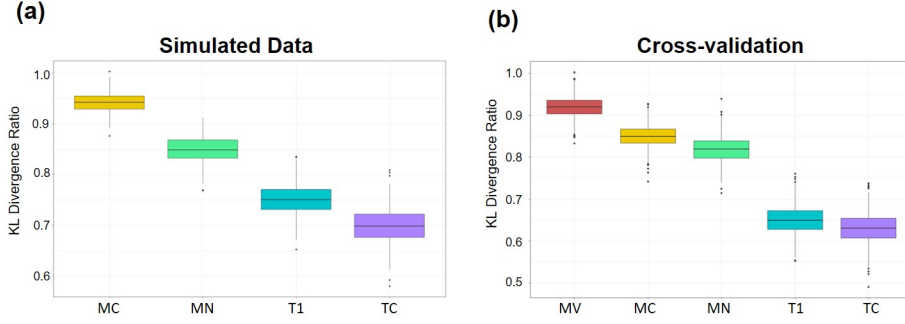 (a)
Simulated Data
KL Divergence Ratio
1.0
0.9
0.8
0.7
0.6
MC MN T1 TC
(b)
Cross-validation
KL Divergence Ratio
1.0
0.9
0.8
0.7
0.6
0.5
MV MC MN T1 TC